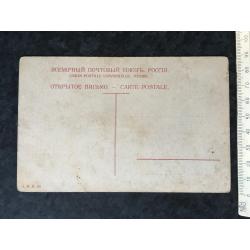 ВСЕМІРНЫЙ ПОЧТОВЫЙ СОЮЗЪ. РОССІЯ.
UNION POSTALE UNIVERSELLE. RUSSIE.
ОТКРЫТОЕ ПИСЬМО. — CARTE POSTALE.